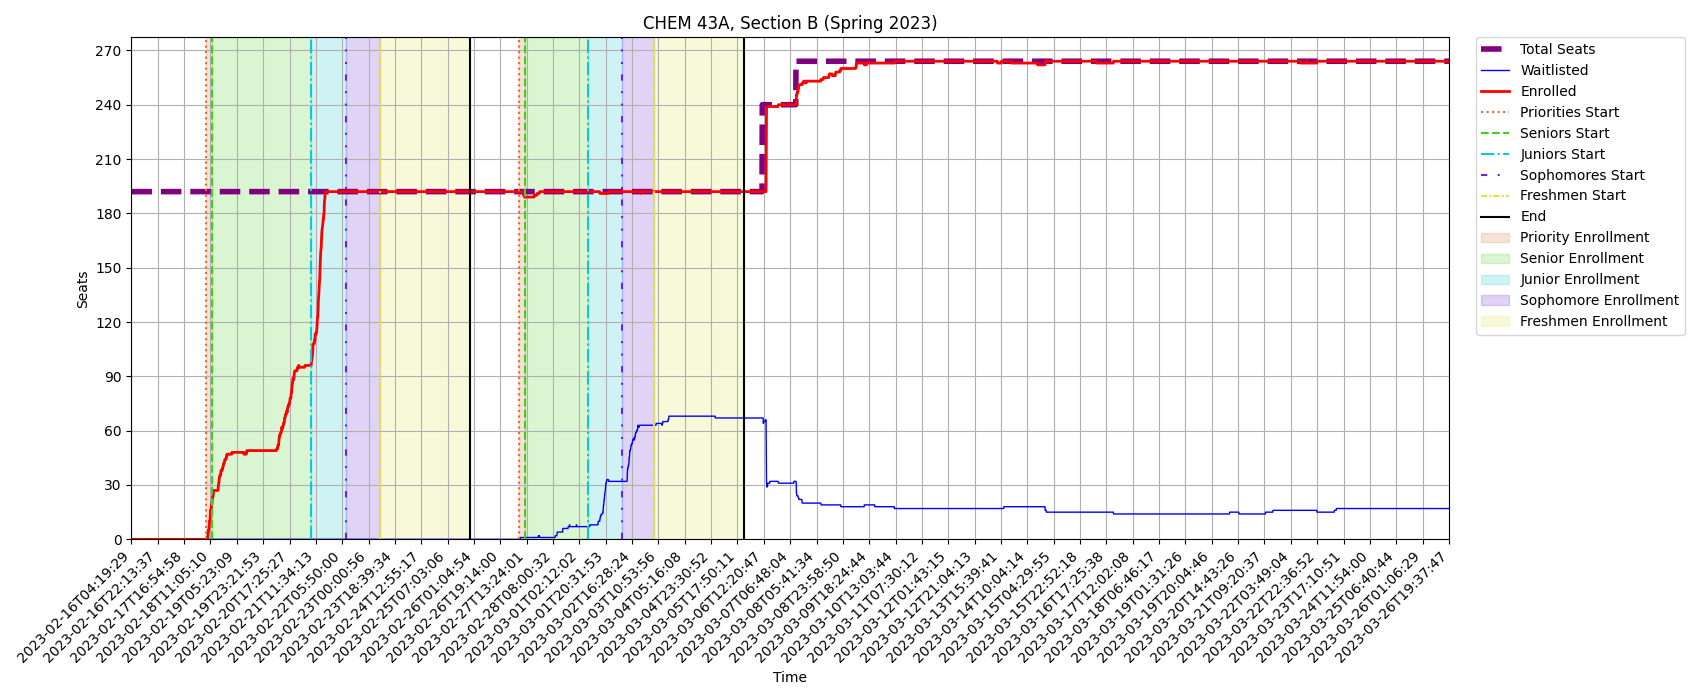 CHEM 43A, Section B (Spring 2023)
Seats
270
240
210
180
150
120
90
60
30
0
2023-02-16T04:19:29
2023-02-16T22:13:37
2023-02-17T16:54:58
2023-02-18T11:05:10
2023-02-19T05:23:09
2023-02-19T23:21:53
2023-02-20T17:25:27
2023-02-21T11:34:13
2023-02-22T05:50:00
2023-02-23T00:00:56
2023-02-23T18:39:34
2023-02-24T12:55:17
2023-02-25T07:03:06
2023-02-26T01:04:54
2023-02-26T19:14:00
2023-02-27T13:24:01
2023-02-28T08:00:32
2023-03-01T02:12:02
2023-03-01T20:31:53
2023-03-02T16:28:24
2023-03-03T10:53:56
2023-03-04T05:16:08
2023-03-04T23:30:52
2023-03-05T17:50:11
2023-03-06T12:20:47
2023-03-07T06:48:04
2023-03-08T05:41:34
2023-03-08T23:58:50
2023-03-09T18:24:44
2023-03-10T13:03:44
2023-03-11T07:30:12
2023-03-12T01:43:15
2023-03-12T21:04:13
2023-03-13T15:39:41
2023-03-14T10:04:14
2023-03-15T04:29:55
2023-03-15T22:52:18
2023-03-16T17:25:38
2023-03-17T12:02:08
2023-03-18T06:46:17
2023-03-19T01:31:26
2023-03-19T20:04:46
2023-03-20T14:43:26
2023-03-21T09:20:37
2023-03-22T03:49:04
2023-03-22T22:36:52
2023-03-23T17:10:51
2023-03-24T11:54:00
2023-03-25T06:40:44
2023-03-26T01:06:29
2023-03-26T19:37:47
Time
Total Seats
Waitlisted
Enrolled
Priorities Start
Seniors Start
Juniors Start
Sophomores Start
Freshmen Start
End
Priority Enrollment
Senior Enrollment
Junior Enrollment
Sophomore Enrollment
Freshmen Enrollment